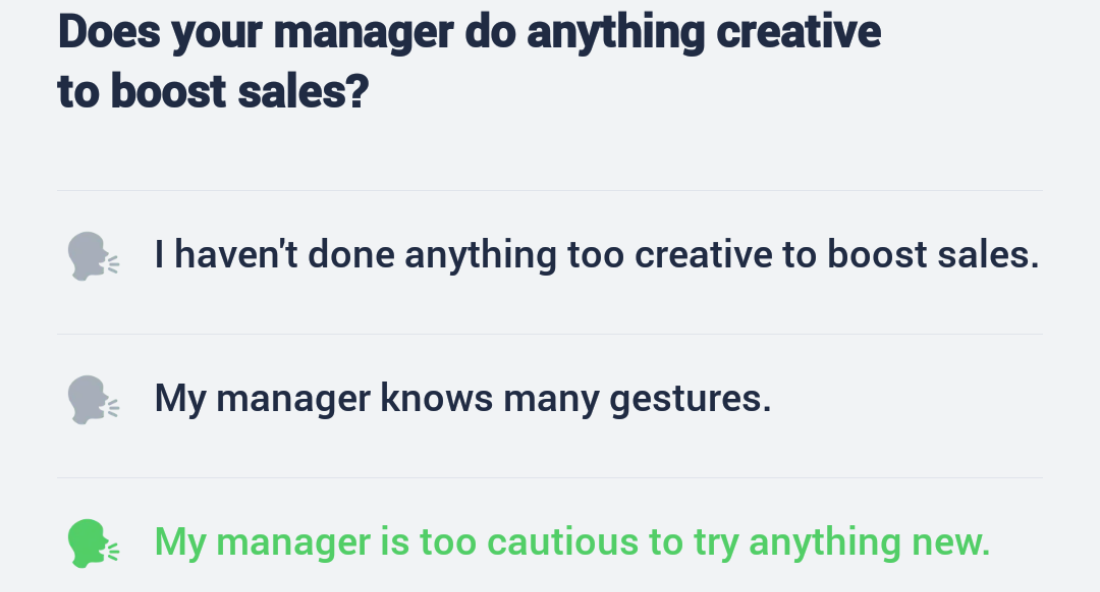 Does your manager do anything creative
to boost sales?
I haven't done anything too creative to boost sales.
My manager knows many gestures.
My manager is too cautious to try anything new.